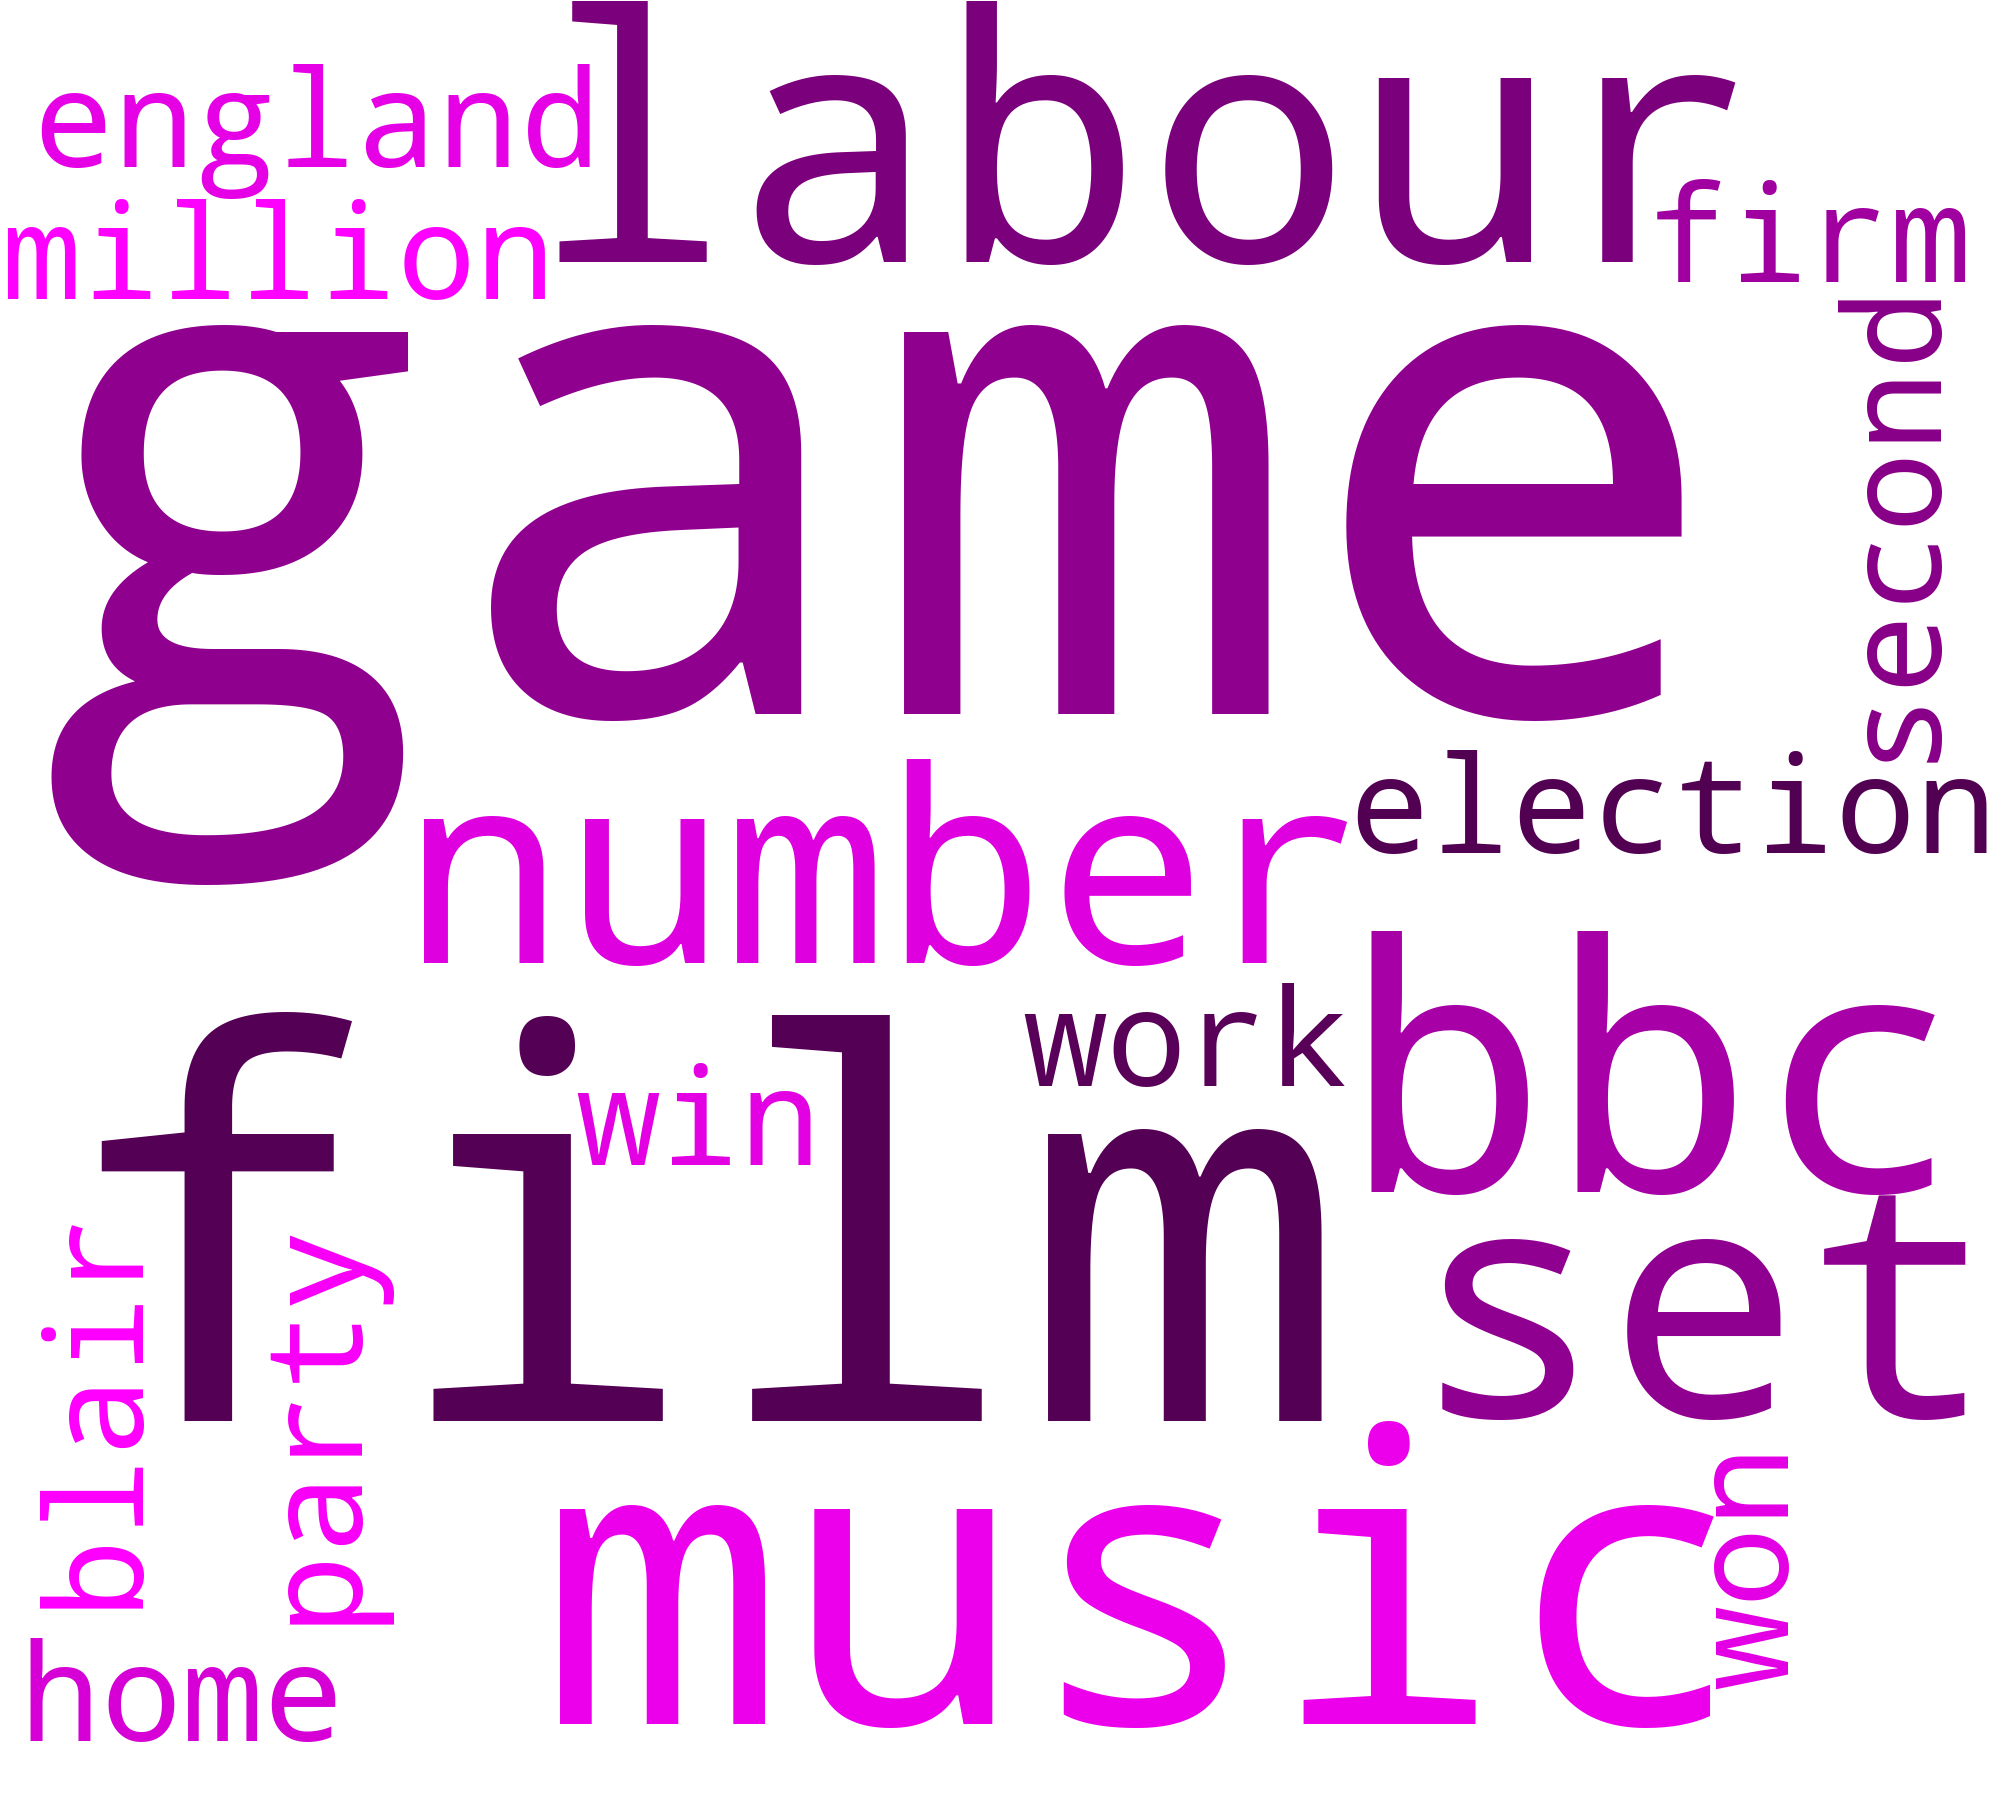 labour
england
million
firm
game
second
election
number
bbc
work
film
win
set
blair
party
music
won
home